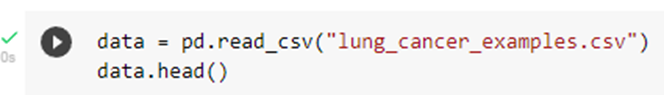 data = pd.read_csv("lung_cancer_examples.csv")
0s
data.head()